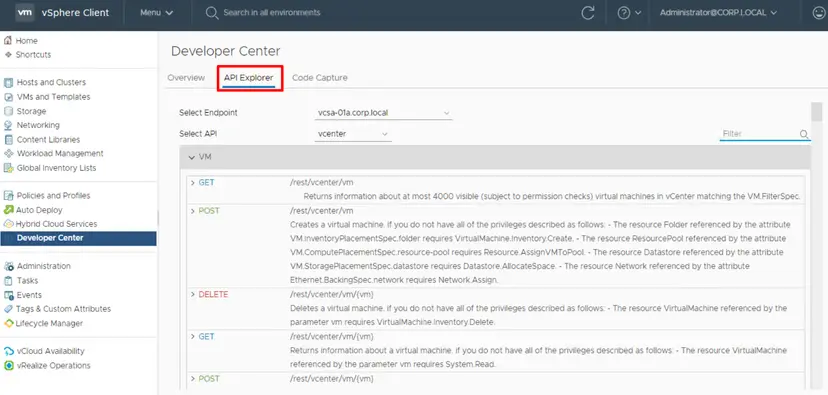 vm vSphere Client Menu Search in all environments Administrator@CORP.LOCAL
Home
Shortcuts
Hosts and Clusters
VMs and Templates
Storage
Networking
Content Libraries
Workload Management
Global Inventory Lists
Policies and Profiles
Auto Deploy
Hybrid Cloud Services
Developer Center
Administration
Tasks
Events
Tags & Custom Attributes
Lifecycle Manager
vCloud Availability
vRealize Operations
Developer Center
Overview API Explorer Code Capture
Select Endpoint vcsa-01a.corp.local
Select API vcenter Filter
VM
GET /rest/vcenter/vm
Returns information about at most 4000 visible (subject to permission checks) virtual machines in vCenter matching the VM.FilterSpec.
POST /rest/vcenter/vm
Creates a virtual machine. if you do not have all of the privileges described as follows: - The resource Folder referenced by the attribute
VM.InventoryPlacementSpec.folder requires VirtualMachine.Inventory.Create. - The resource ResourcePool referenced by the attribute
VM.ComputePlacementSpec.resource-pool requires Resource.AssignVMToPool. - The resource Datastore referenced by the attribute
VM.StoragePlacementSpec.datastore requires Datastore.AllocateSpace. - The resource Network referenced by the attribute
Ethernet.BackingSpec.network requires Network.Assign.
DELETE /rest/vcenter/vm/{vm}
Deletes a virtual machine. if you do not have all of the privileges described as follows: - The resource VirtualMachine referenced by the
parameter vm requires VirtualMachine.Inventory.Delete.
GET /rest/vcenter/vm/{vm}
Returns information about a virtual machine. if you do not have all of the privileges described as follows: - The resource VirtualMachine
referenced by the parameter vm requires System.Read.
POST /rest/vcenter/vm/{vm}